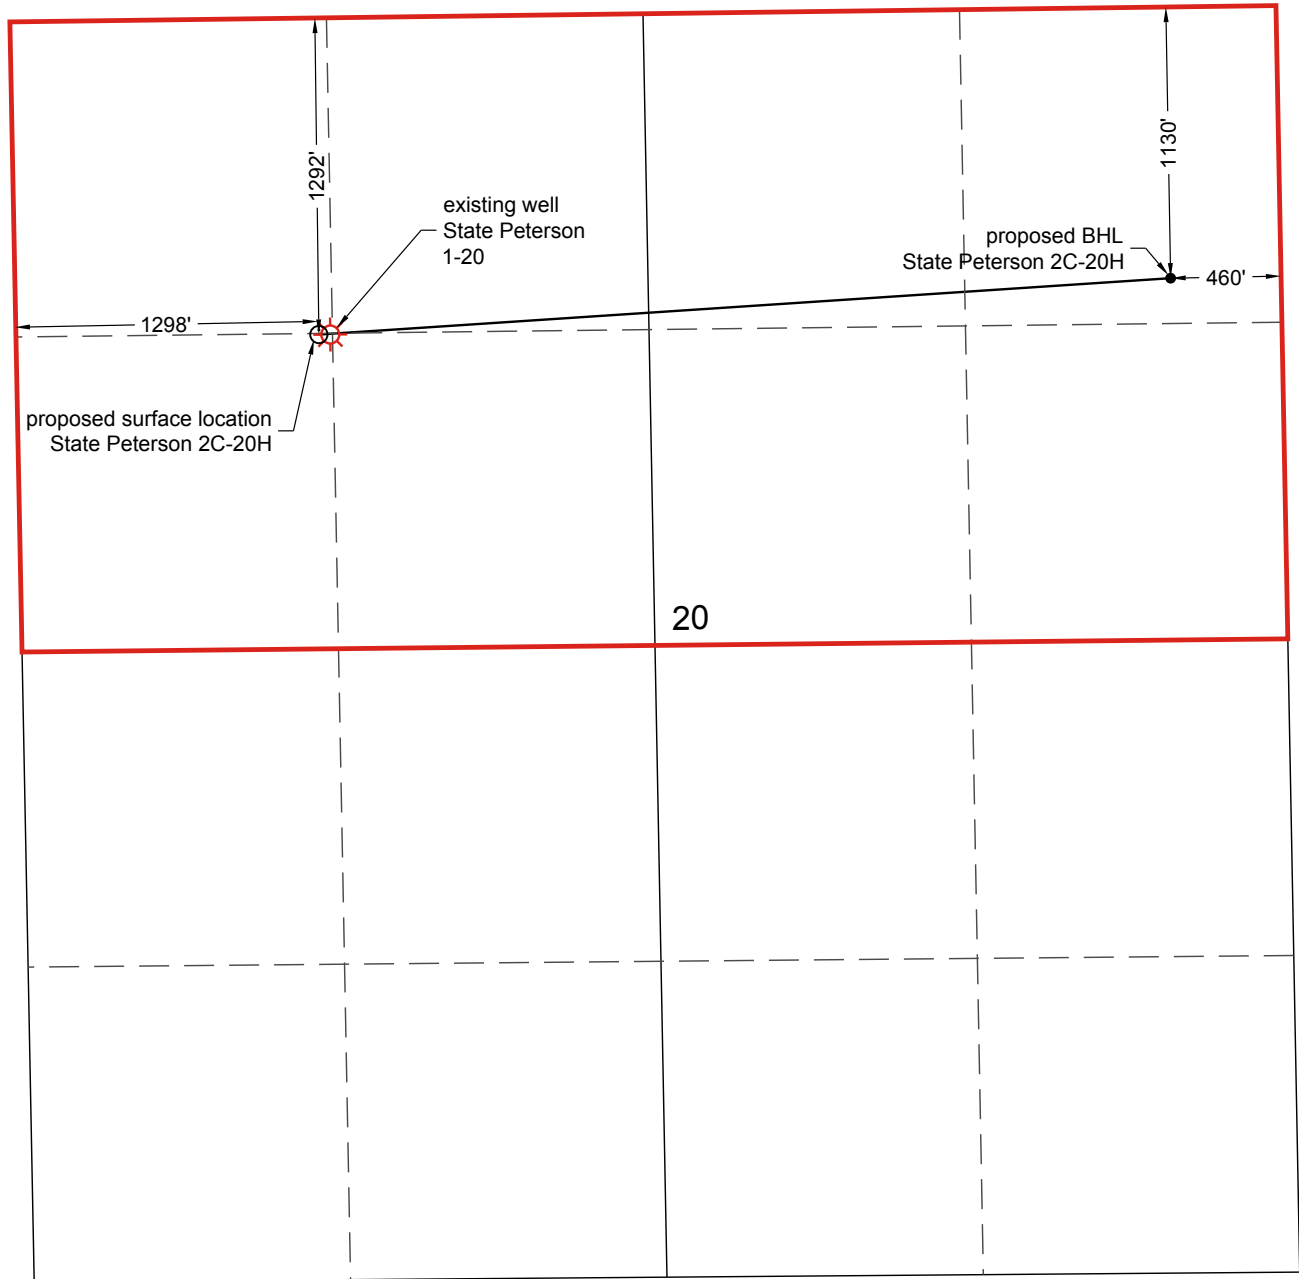 1292'
1130'
existing well
State Peterson
1-20
proposed BHL
State Peterson 2C-20H
460'
1298'
proposed surface location
State Peterson 2C-20H
20